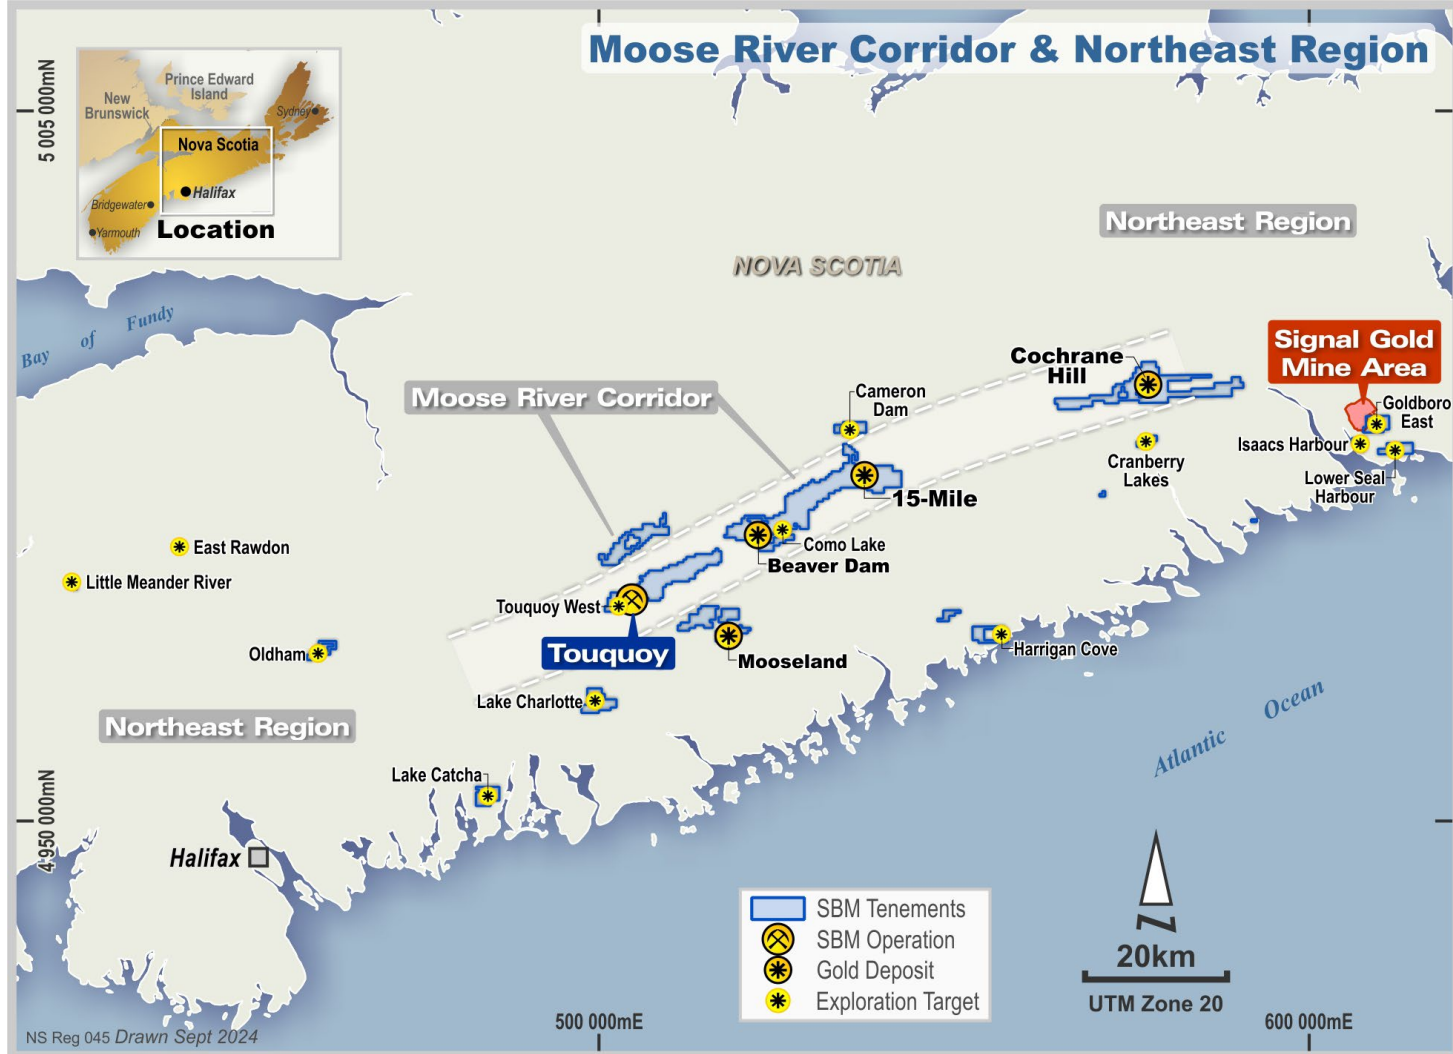 Moose River Corridor & Northeast Region
5 005 000mN
New
Brunswick
Prince Edward
Island
Sydney
Nova Scotia
Halifax
Bridgewater
Yarmouth
Location
Northeast Region
NOVA SCOTIA
Bay of Fundy
Signal Gold
Mine Area
Cochrane
Hill
Moose River Corridor
Cameron
Dam
Goldboro
East
Isaacs Harbour
Cranberry
Lakes
Lower Seal
Harbour
15-Mile
Como Lake
Beaver Dam
East Rawdon
Little Meander River
Touquoy West
Touquoy
Mooseland
Harrigan Cove
Oldham
Lake Charlotte
Northeast Region
Atlantic Ocean
Lake Catcha
4 950 000mN
Halifax
SBM Tenements
SBM Operation
Gold Deposit
Exploration Target
N
20km
UTM Zone 20
500 000mE
600 000mE
NS Reg 045 Drawn Sept 2024